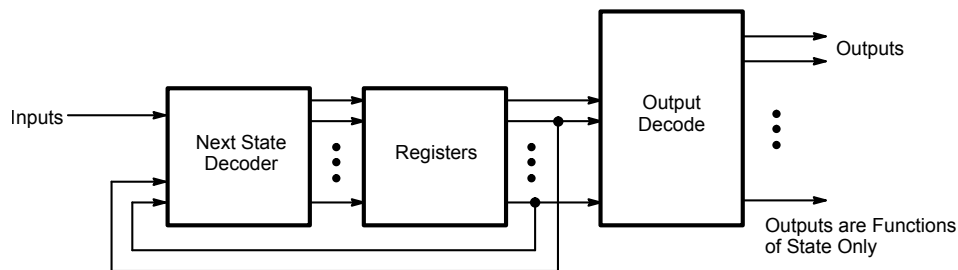 Inputs
Next State
Decoder
Registers
Output
Decode
Outputs
Outputs are Functions
of State Only